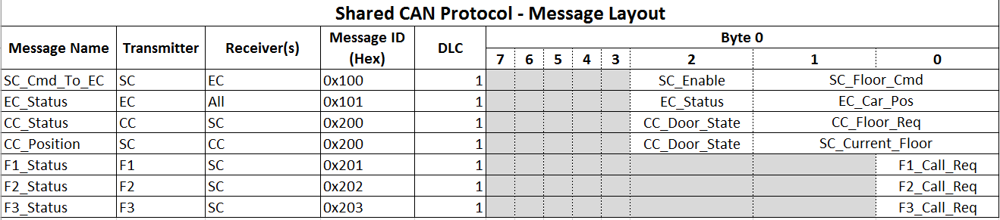 Shared CAN Protocol - Message Layout
Message Name Transmitter Receiver(s) Message ID (Hex) DLC Byte 0
7 6 5 4 3 2 1 0
SC_Cmd_To_EC SC EC 0x100 1 SC_Enable SC_Floor_Cmd
EC_Status EC All 0x101 1 EC_Status EC_Car_Pos
CC_Status CC SC 0x200 1 CC_Door_State CC_Floor_Req
CC_Position SC CC 0x200 1 CC_Door_State SC_Current_Floor
F1_Status F1 SC 0x201 1 F1_Call_Req
F2_Status F2 SC 0x202 1 F2_Call_Req
F3_Status F3 SC 0x203 1 F3_Call_Req